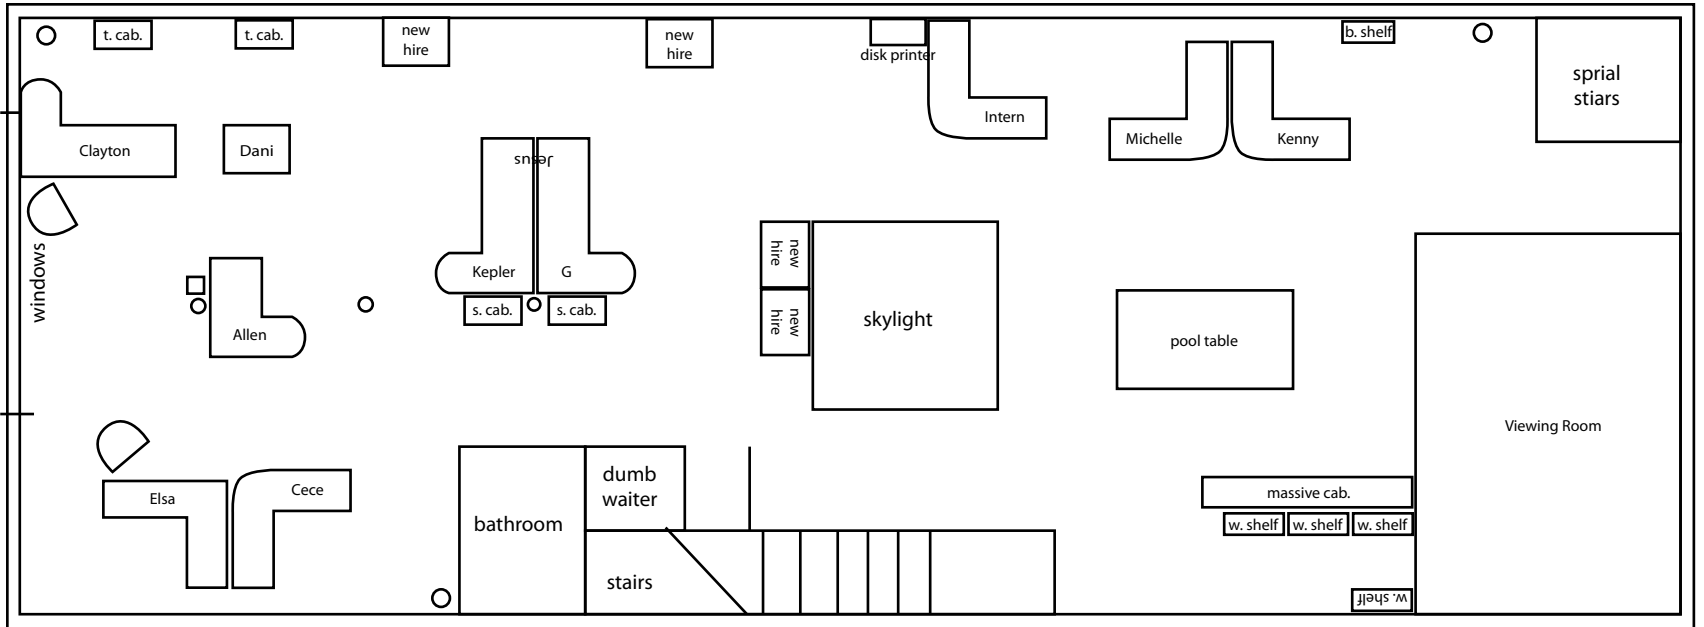 t. cab.
t. cab.
new
hire
new
hire
disk printer
b. shelf
sprial
stiars
Clayton
Dani
Jesus
Intern
Michelle
Kenny
windows
Kepler
G
s. cab.
s. cab.
new
hire
new
hire
skylight
pool table
Allen
Viewing Room
Elsa
Cece
bathroom
dumb
waiter
stairs
massive cab.
w. shelf
w. shelf
w. shelf
w. shelf